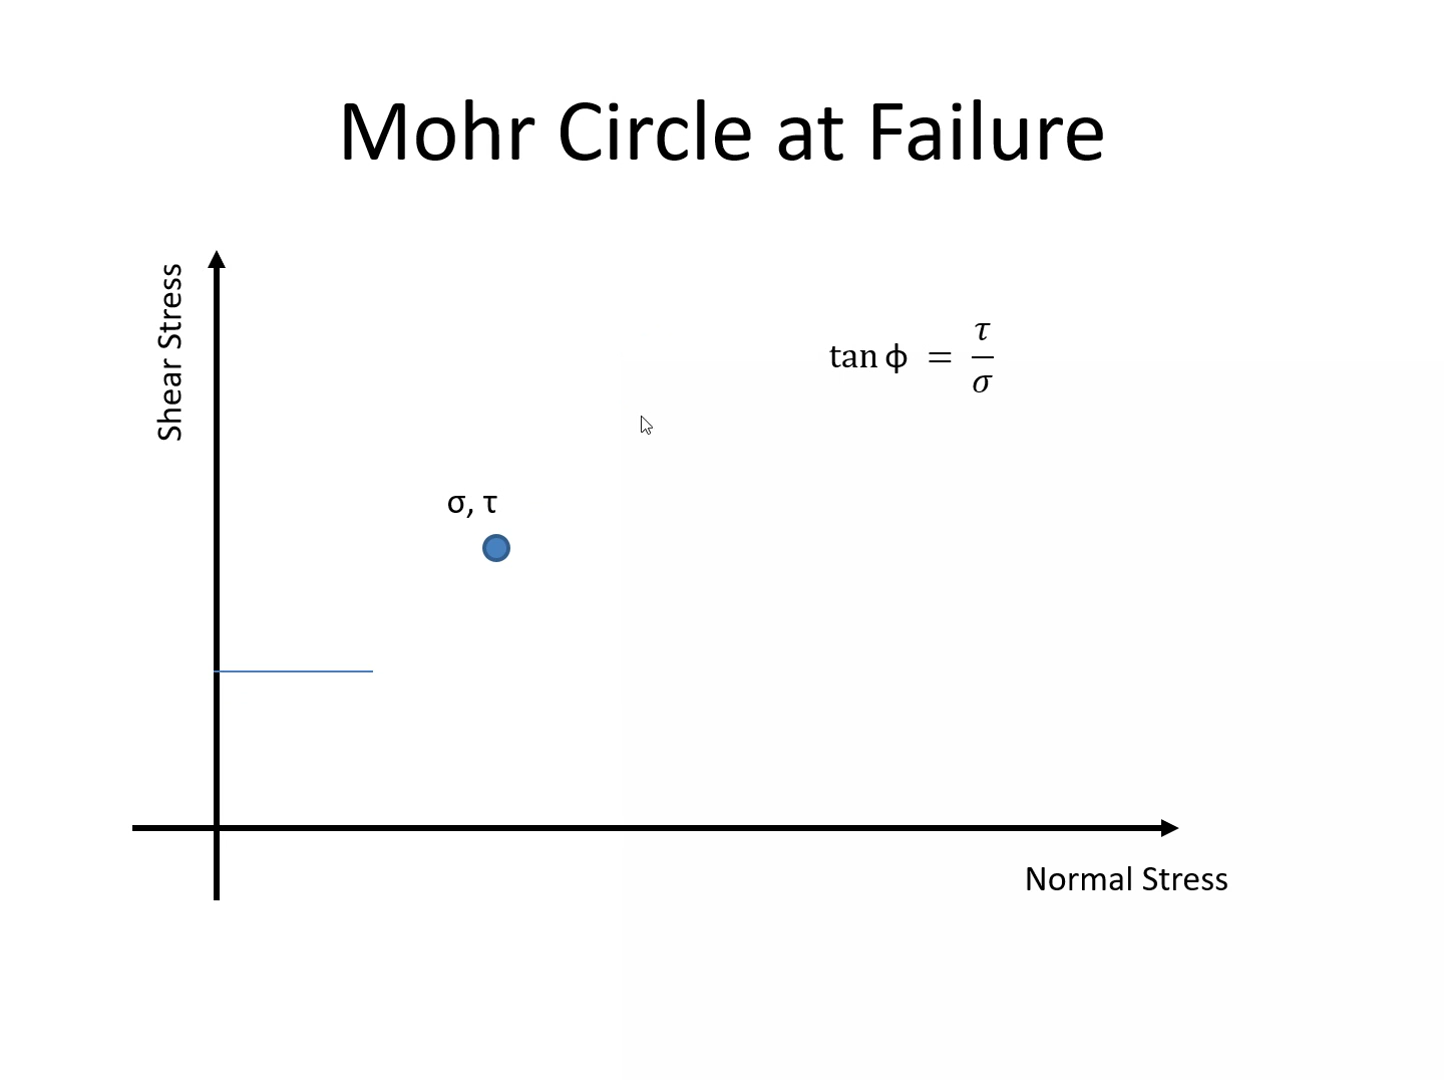 Mohr Circle at Failure
Shear Stress
tan ϕ = τ/σ
σ, τ
Normal Stress